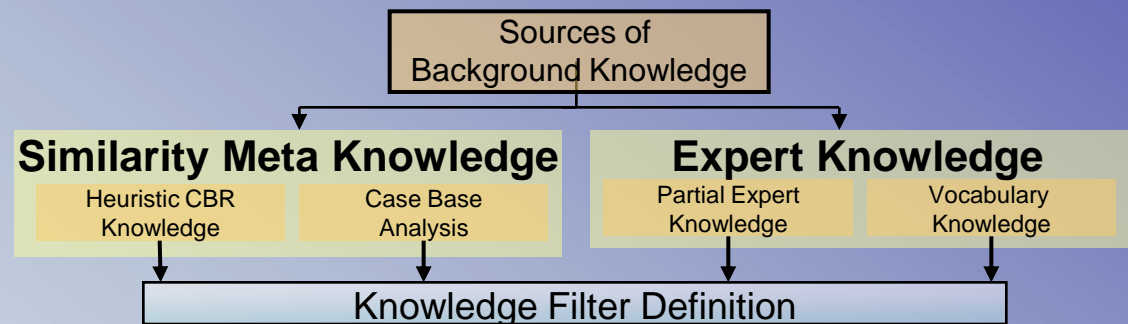 Sources of
Background Knowledge
Similarity Meta Knowledge
Expert Knowledge
Heuristic CBR
Knowledge
Case Base
Analysis
Partial Expert
Knowledge
Vocabulary
Knowledge
Knowledge Filter Definition